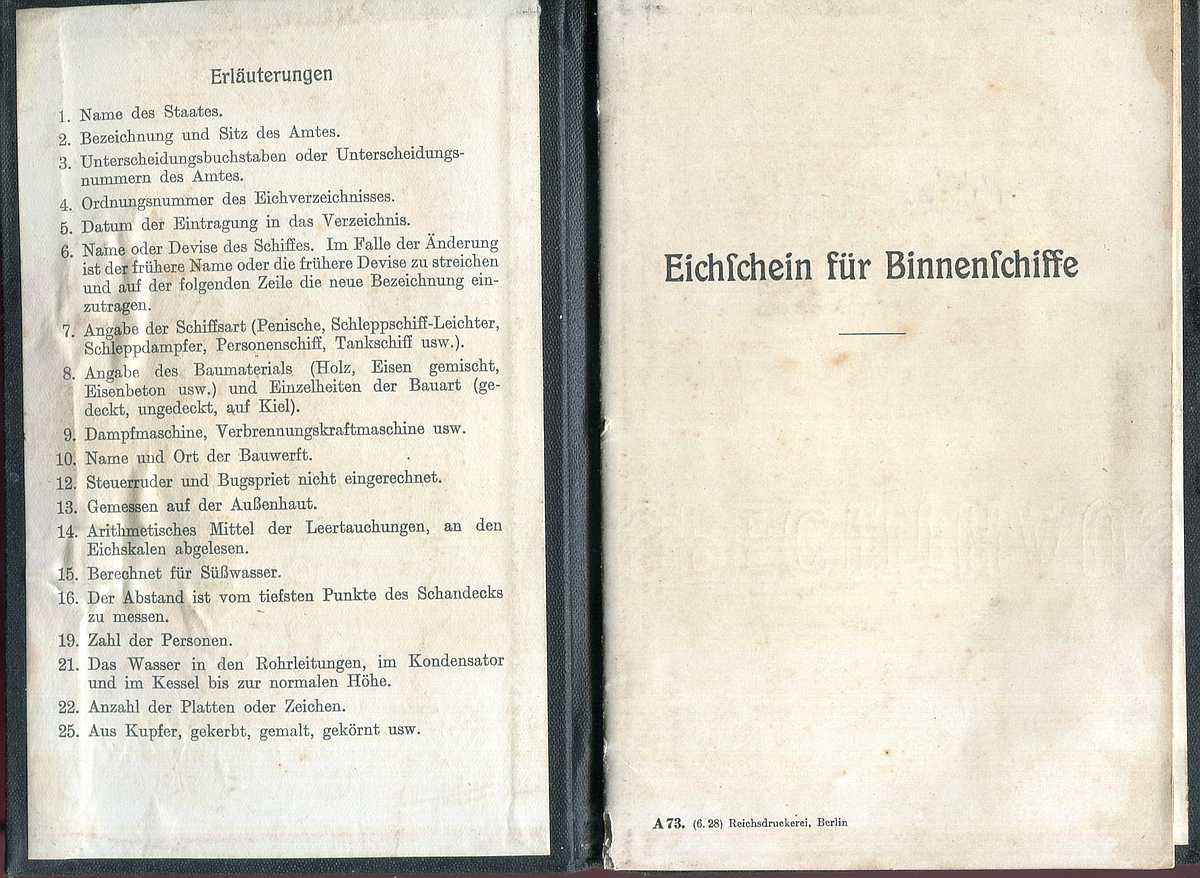 Erläuterungen
1. Name des Staates.
2. Bezeichnung und Sitz des Amtes.
3. Unterscheidungsbuchstaben oder Unterscheidungs-
nummern des Amtes.
4. Ordnungsnummer des Eichverzeichnisses.
5. Datum der Eintragung in das Verzeichnis.
6. Name oder Devise des Schiffes. Im Falle der Änderung
ist der frühere Name oder die frühere Devise zu streichen
und auf der folgenden Zeile die neue Bezeichnung ein-
zutragen.
7. Angabe der Schiffsart (Penische, Schleppschiff-Leichter,
Schleppdampfer, Personenschiff, Tankschiff usw.).
8. Angabe des Baumaterials (Holz, Eisen gemischt,
Eisenbeton usw.) und Einzelheiten der Bauart (ge-
deckt, ungedeckt, auf Kiel).
9. Dampfmaschine, Verbrennungskraftmaschine usw.
10. Name und Ort der Bauwerft.
12. Steuerruder und Bugspriet nicht eingerechnet.
13. Gemessen auf der Außenhaut.
14. Arithmetisches Mittel der Leertauchungen, an den
Eichskalen abgelesen.
15. Berechnet für Süßwasser.
16. Der Abstand ist vom tiefsten Punkte des Schandecks
zu messen.
19. Zahl der Personen.
21. Das Wasser in den Rohrleitungen, im Kondensator
und im Kessel bis zur normalen Höhe.
22. Anzahl der Platten oder Zeichen.
25. Aus Kupfer, gekerbt, gemalt, gekörnt usw.
Eichſchein für Binnenſchiffe
A 73. (6. 28) Reichsdruckerei, Berlin